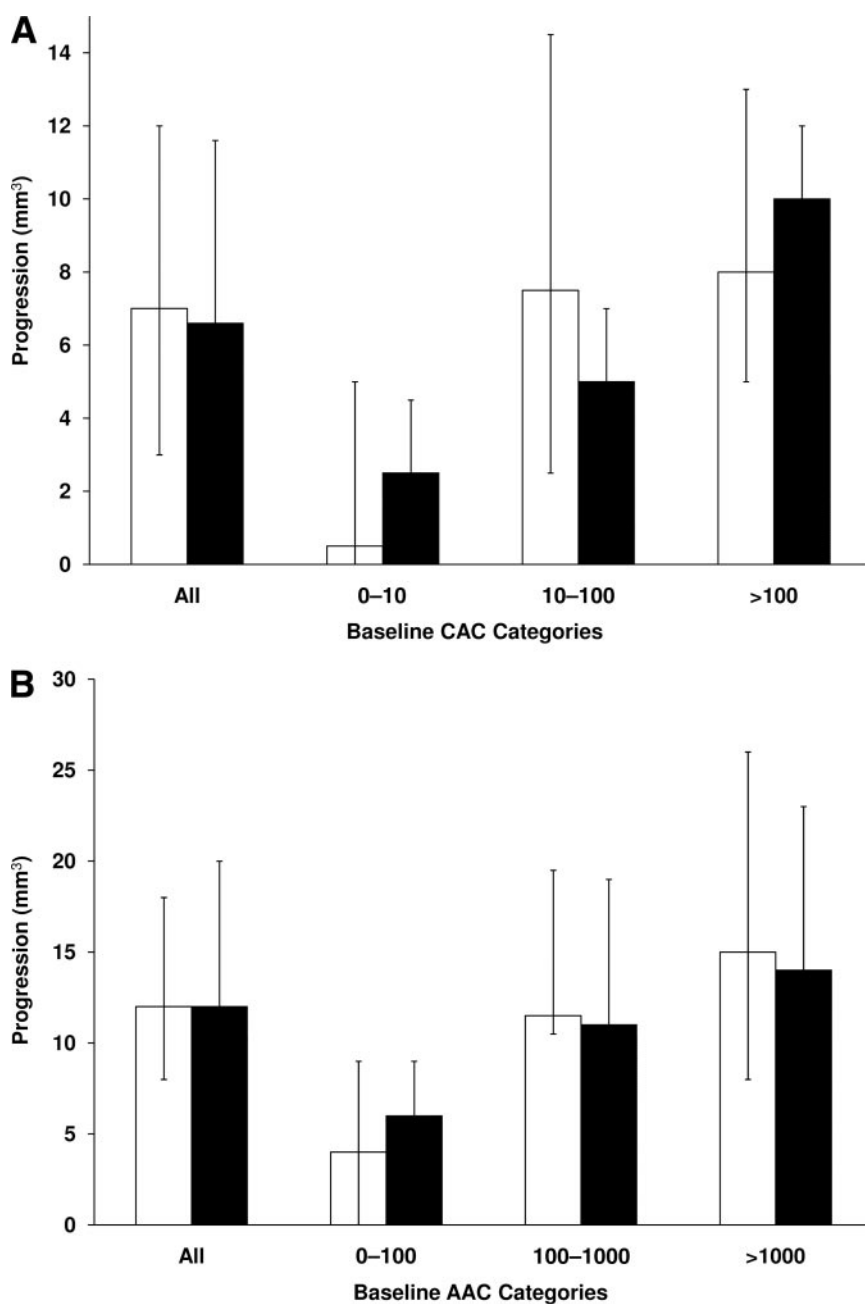 A
Progression (mm³)
14
12
10
8
6
4
2
0
All 0–10 10–100 >100
Baseline CAC Categories
B
Progression (mm³)
30
25
20
15
10
5
0
All 0–100 100–1000 >1000
Baseline AAC Categories